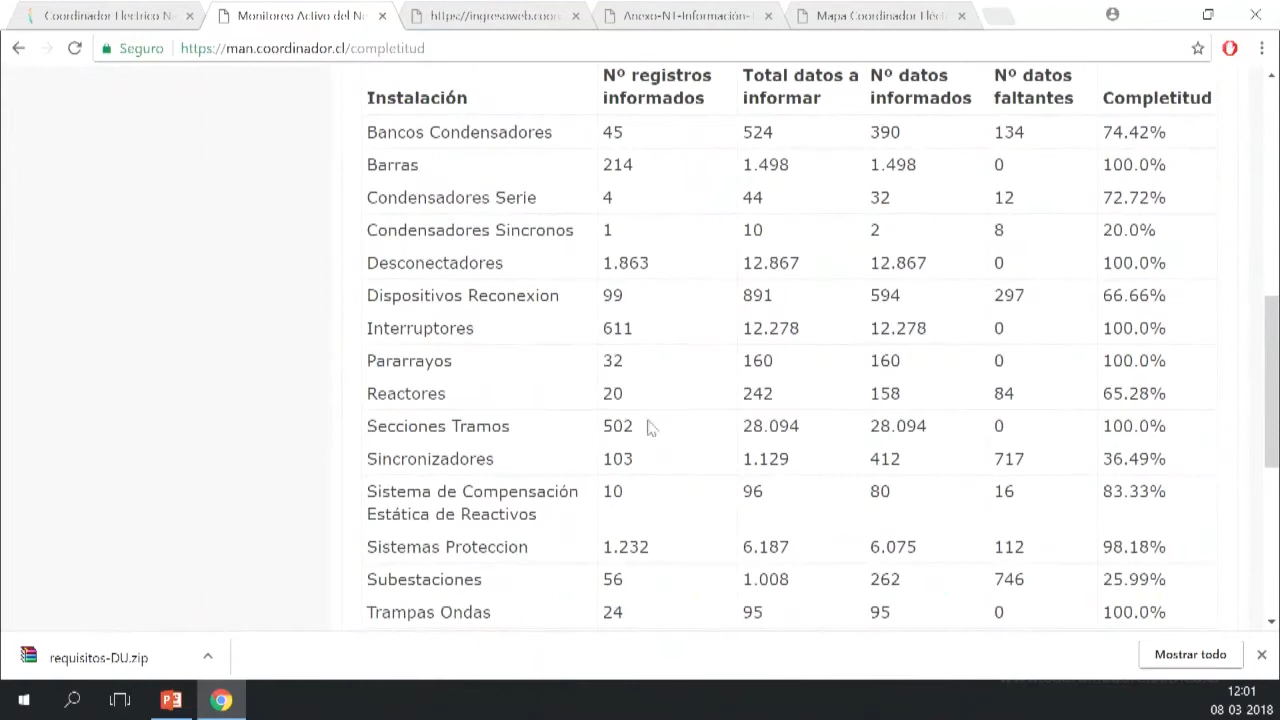 Coordinador Electrico N
Monitoreo Activo del Ne
https://ingresoweb.coor
Anexo-NT-Información-
Mapa Coordinador Eléc
Seguro
https://man.coordinador.cl/completitud
Instalación Nº registros informados Total datos a informar Nº datos informados Nº datos faltantes Completitud
Bancos Condensadores 45 524 390 134 74.42%
Barras 214 1.498 1.498 0 100.0%
Condensadores Serie 4 44 32 12 72.72%
Condensadores Sincronos 1 10 2 8 20.0%
Desconectadores 1.863 12.867 12.867 0 100.0%
Dispositivos Reconexion 99 891 594 297 66.66%
Interruptores 611 12.278 12.278 0 100.0%
Pararrayos 32 160 160 0 100.0%
Reactores 20 242 158 84 65.28%
Secciones Tramos 502 28.094 28.094 0 100.0%
Sincronizadores 103 1.129 412 717 36.49%
Sistema de Compensación Estática de Reactivos 10 96 80 16 83.33%
Sistemas Proteccion 1.232 6.187 6.075 112 98.18%
Subestaciones 56 1.008 262 746 25.99%
Trampas Ondas 24 95 95 0 100.0%
requisitos-DU.zip
Mostrar todo
12:01
08-03-2018